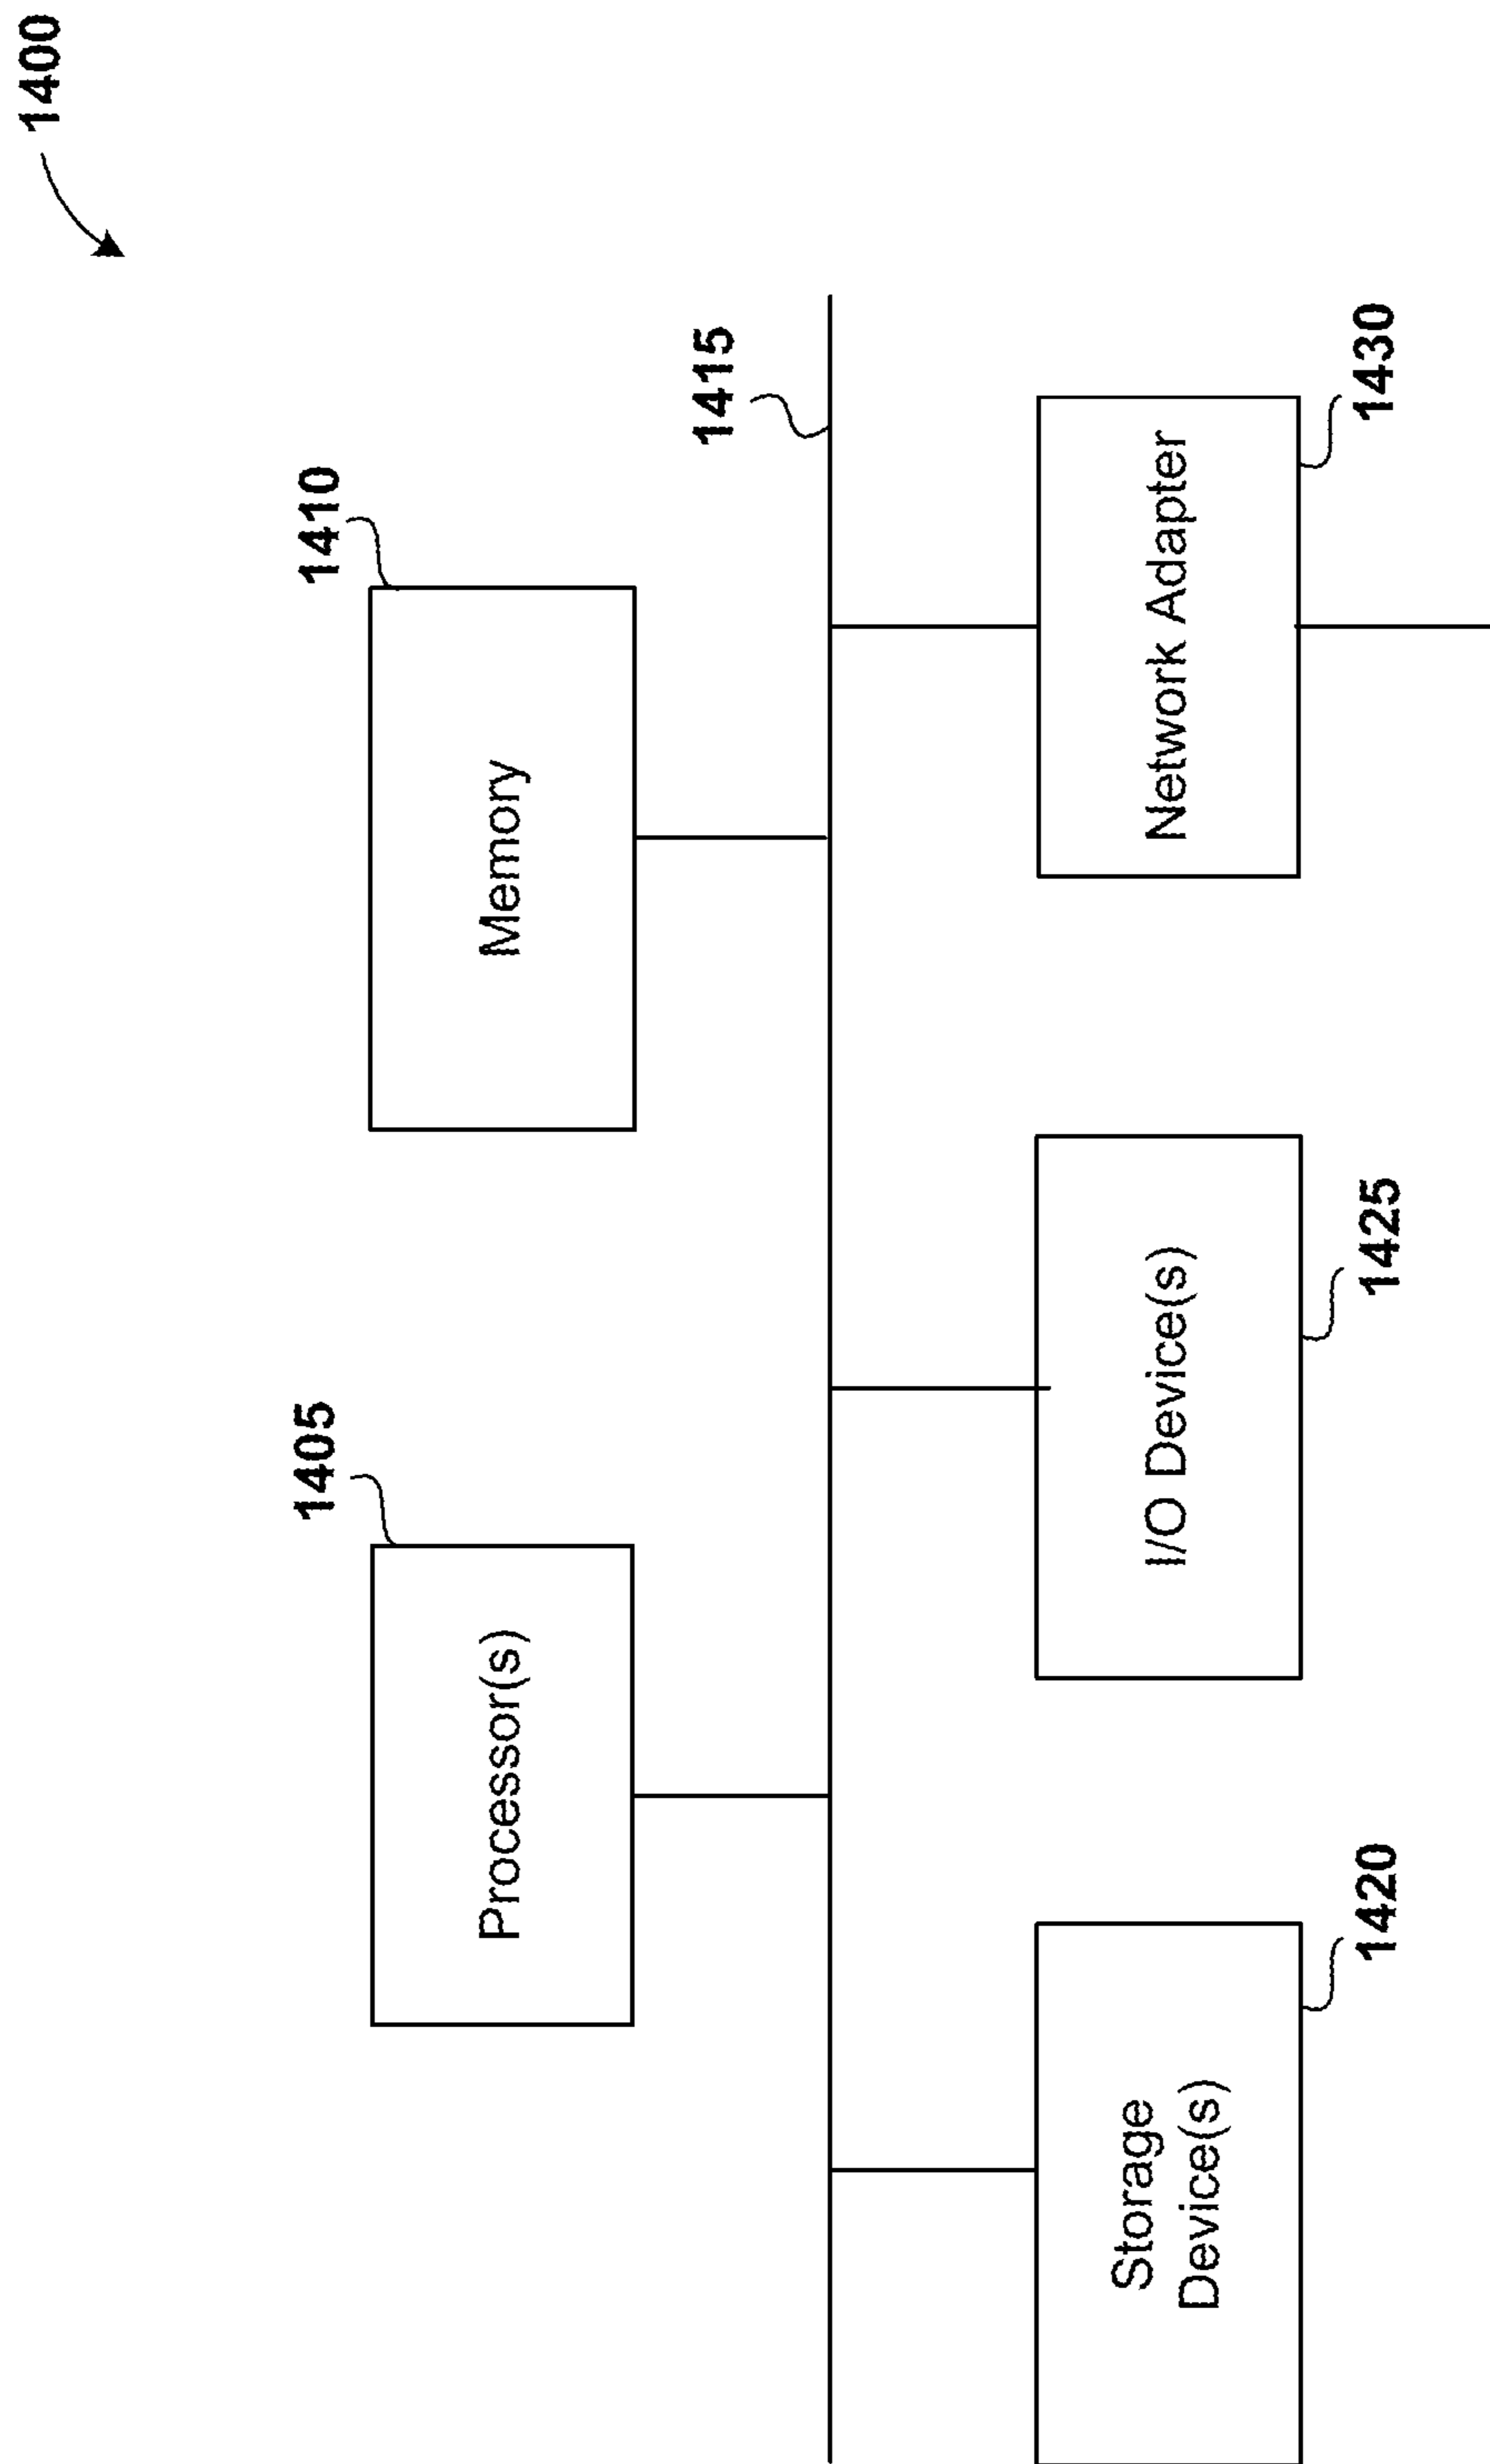 1400
1405
1410
Processor(s)
Memory
1415
Storage
Device(s)
I/O Device(s)
Network Adapter
1420
1425
1430